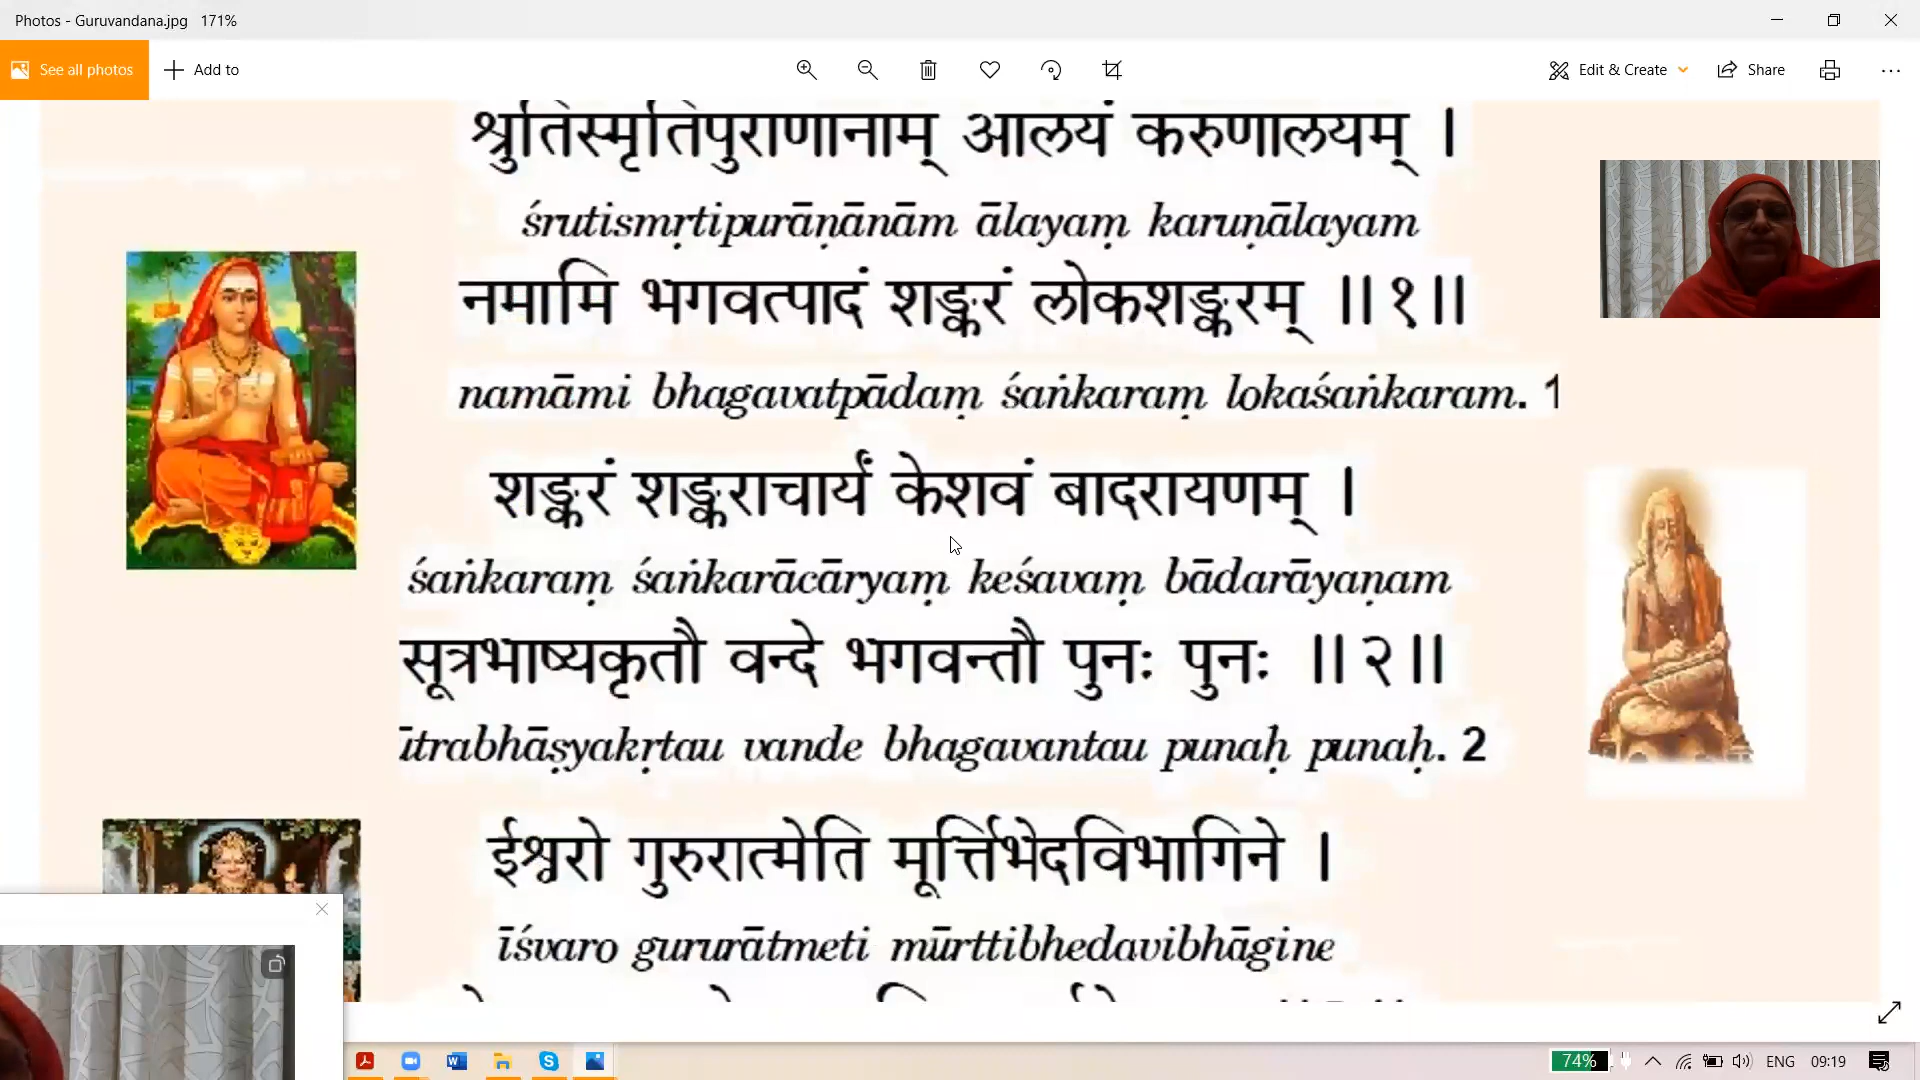 Photos - Guruvandana.jpg 171%
See all photos
Add to
Edit & Create
Share
श्रुतिस्मृतिपुराणानाम् आलयं करुणालयम् ।
śrutismṛtipurāṇānām ālayaṃ karuṇālayam
नमामि भगवत्पादं शङ्करं लोकशङ्करम् ॥१॥
namāmi bhagavatpādaṃ śaṅkaraṃ lokaśaṅkaram. 1
शङ्करं शङ्कराचार्यं केशवं बादरायणम् ।
śaṅkaraṃ śaṅkarācāryaṃ keśavaṃ bādarāyaṇam
सूत्रभाष्यकृतौ वन्दे भगवन्तौ पुनः पुनः ॥२॥
ūtrabhāṣyakṛtau vande bhagavantau punaḥ punaḥ. 2
ईश्वरो गुरुरात्मेति मूर्त्तिभेदविभागिने ।
īśvaro gururātmeti mūrttibhedavibhāgine
74%
ENG
09:19